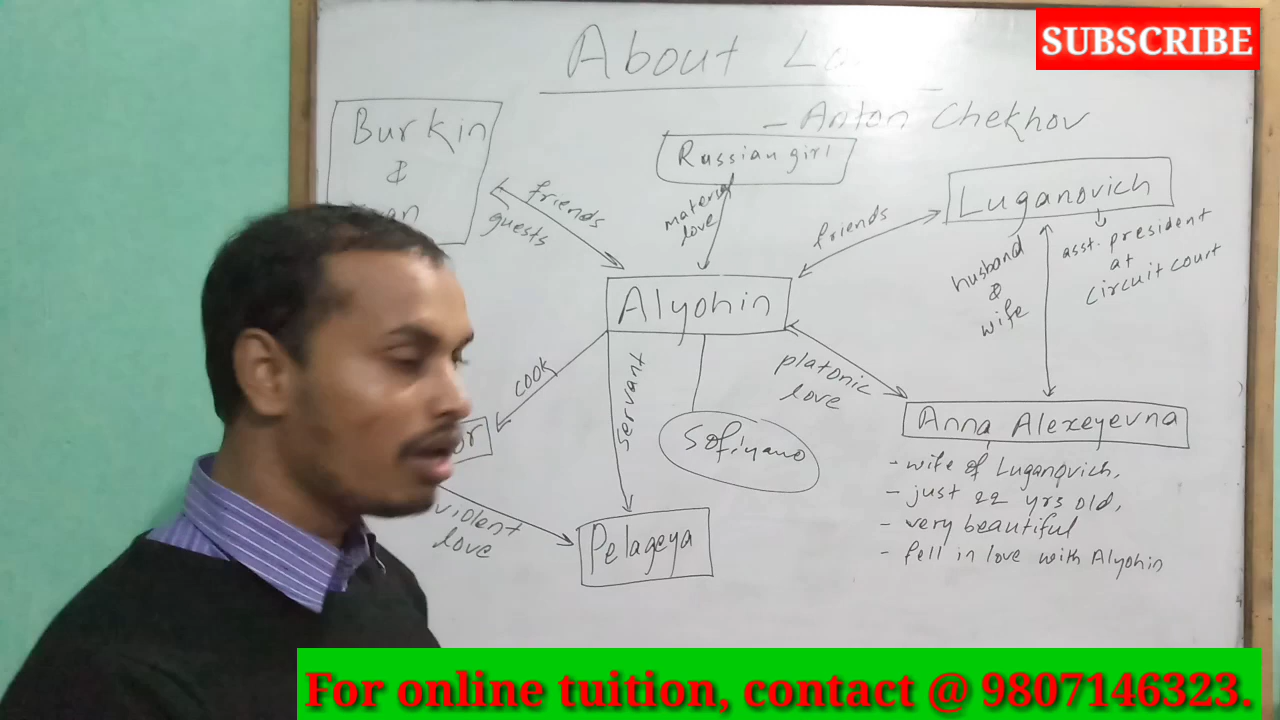 SUBSCRIBE
About
- Anton Chekhov
Burkin
&
friends
guests
Russian girl
material
love
friends
Luganovich
asst. president
at
circuit court
husband
&
wife
Alyohin
cook
servant
Sofiyano
platonic
love
Anna Alexeyevna
- wife of Luganovich,
- just 22 yrs old,
- very beautiful
- fell in love with Alyohin
violent
love
Pelageya
For online tuition, contact @ 9807146323.